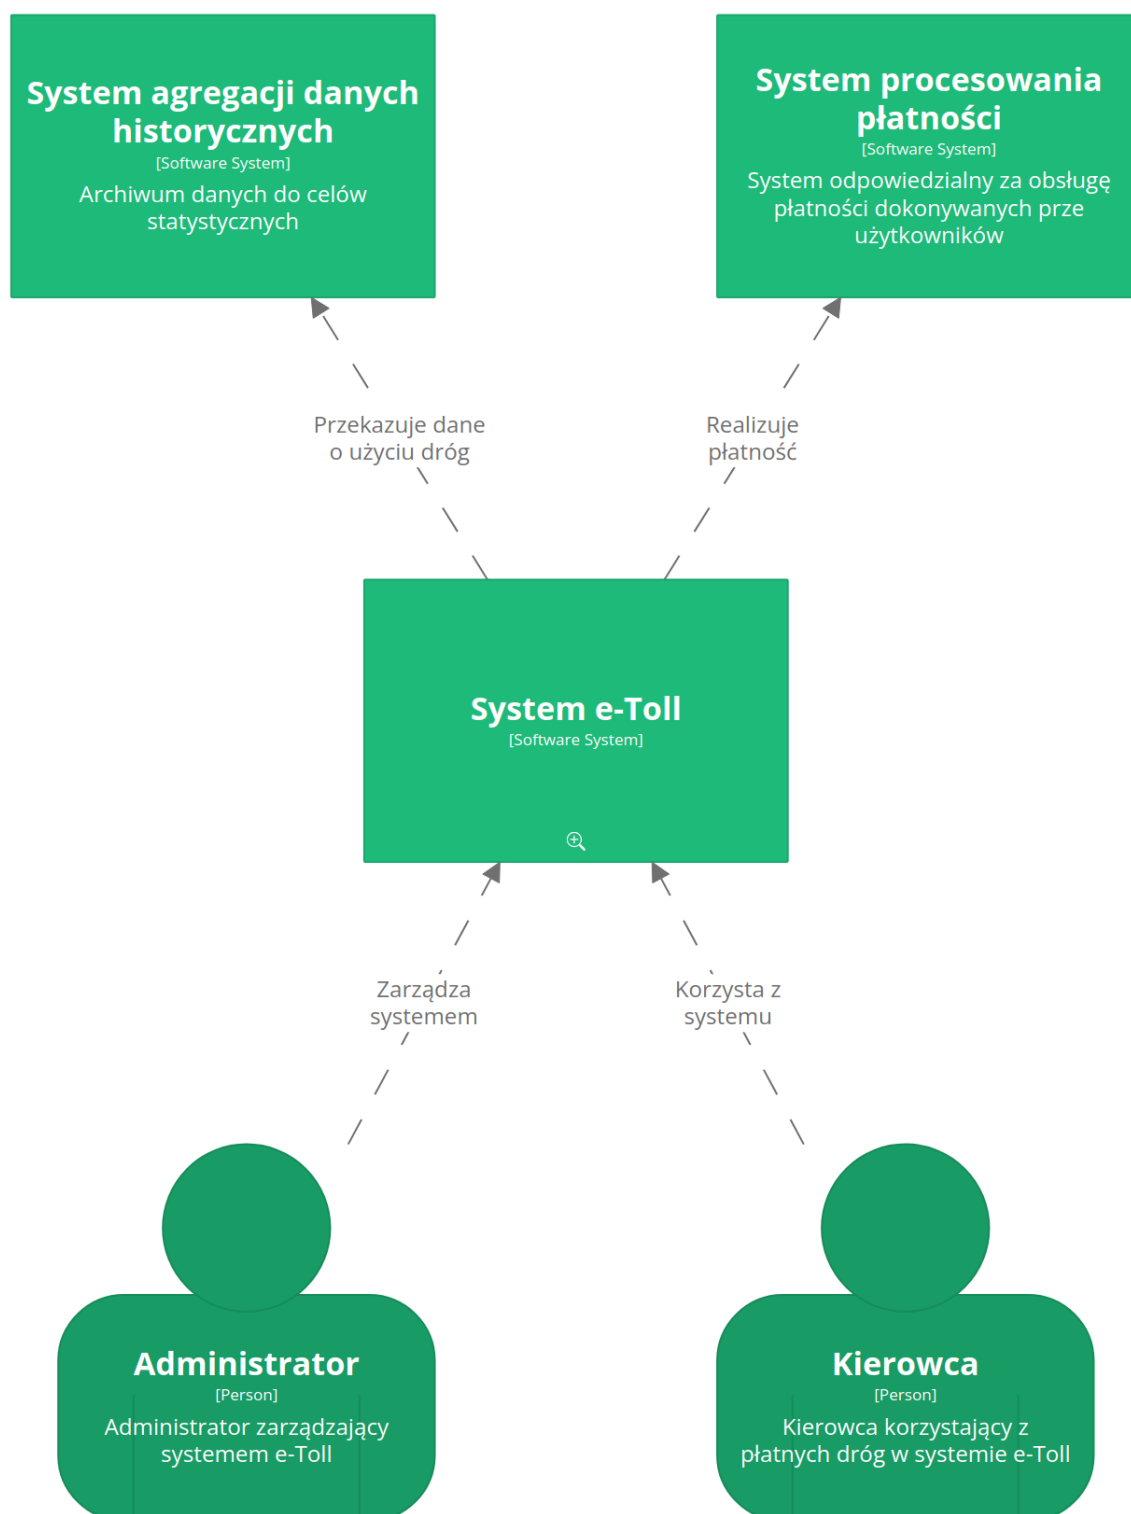 System agregacji danych
historycznych
[Software System]
Archiwum danych do celów
statystycznych
System procesowania
płatności
[Software System]
System odpowiedzialny za obsługę
płatności dokonywanych prze
użytkowników
Przekazuje dane
o użyciu dróg
Realizuje
płatność
System e-Toll
[Software System]
Zarządza
systemem
Korzysta z
systemu
Administrator
[Person]
Administrator zarządzający
systemem e-Toll
Kierowca
[Person]
Kierowca korzystający z
płatnych dróg w systemie e-Toll